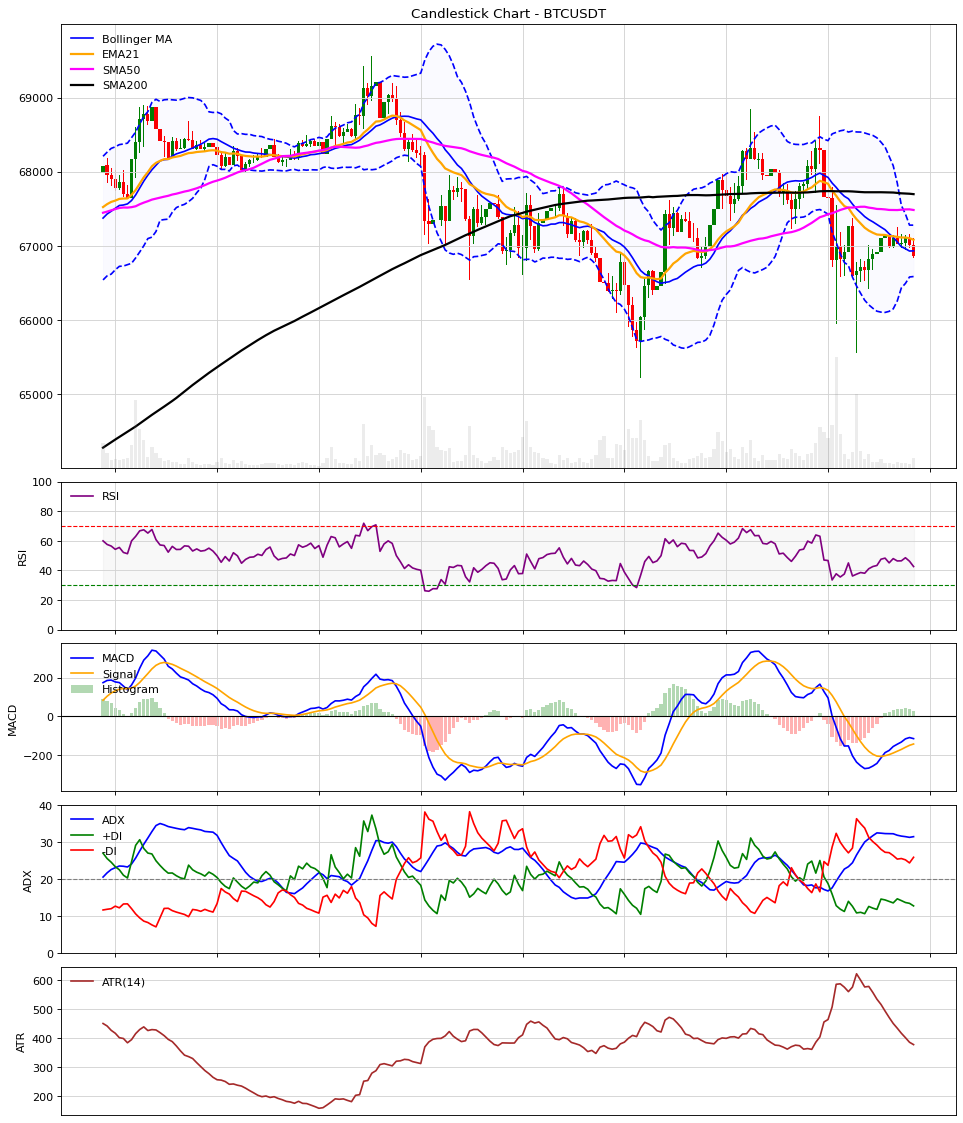 Candlestick Chart - BTCUSDT
Bollinger MA
EMA21
SMA50
SMA200
69000
68000
67000
66000
65000
RSI
RSI
100
80
60
40
20
0
MACD
MACD
Signal
Histogram
200
0
−200
ADX
ADX
+DI
-DI
40
30
20
10
0
ATR
ATR(14)
600
500
400
300
200